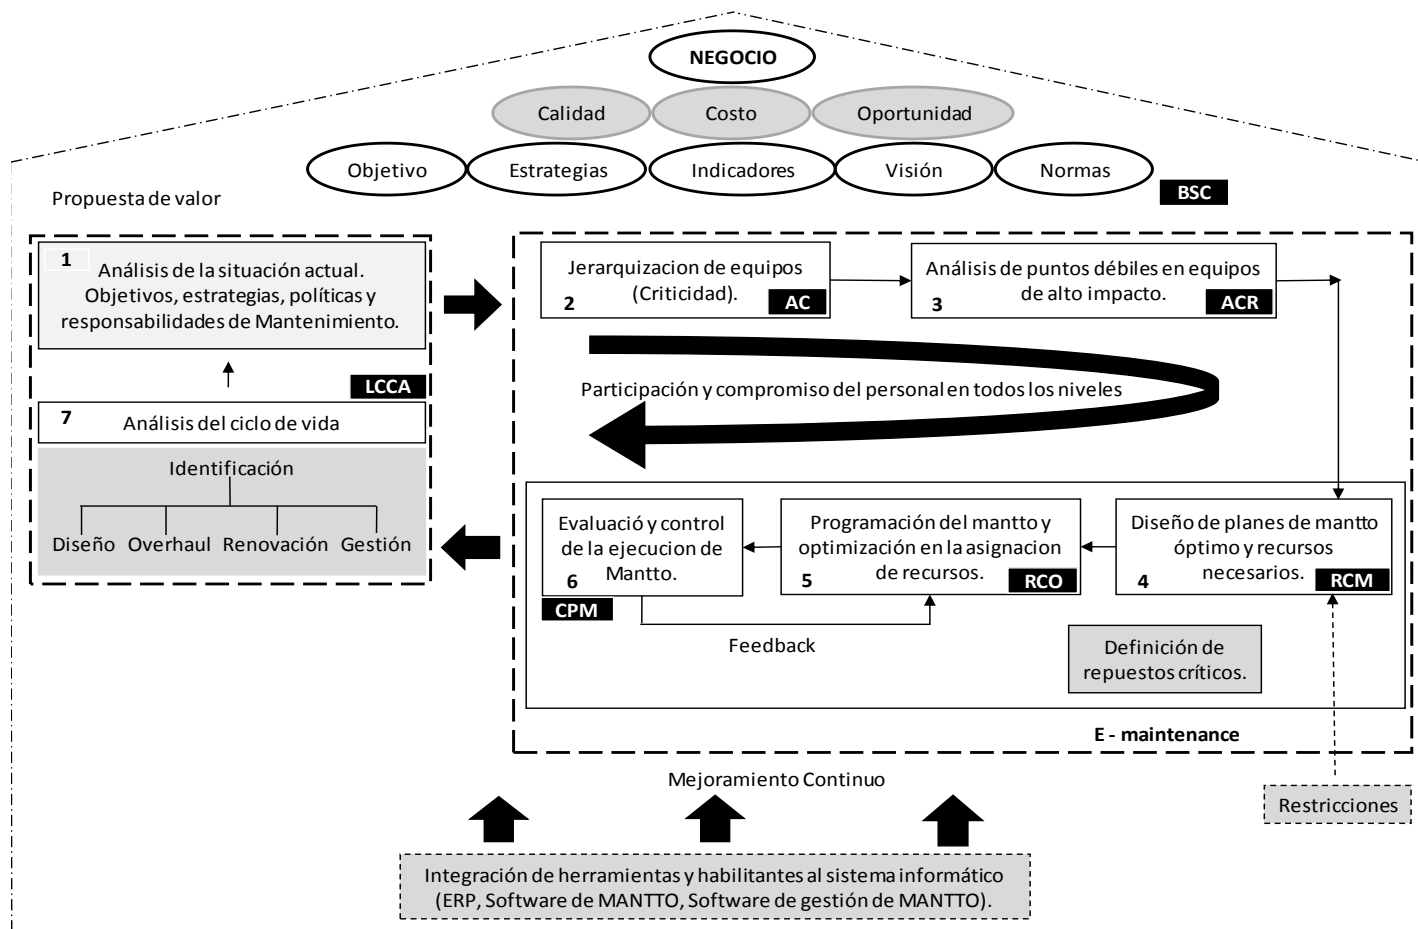 NEGOCIO
Calidad
Costo
Oportunidad
Objetivo
Estrategias
Indicadores
Visión
Normas
BSC
Propuesta de valor
1
Análisis de la situación actual.
Objetivos, estrategias, políticas y
responsabilidades de Mantenimiento.
LCCA
7
Análisis del ciclo de vida
Identificación
Diseño
Overhaul
Renovación
Gestión
Jerarquizacion de equipos
(Criticidad).
2
AC
Análisis de puntos débiles en equipos
de alto impacto.
3
ACR
Participación y compromiso del personal en todos los niveles
Evaluació y control
de la ejecucion de
Mantto.
6
CPM
Programación del mantto y
optimización en la asignacion
de recursos.
5
RCO
Diseño de planes de mantto
óptimo y recursos
necesarios.
4
RCM
Feedback
Definición de
repuestos críticos.
E - maintenance
Mejoramiento Continuo
Restricciones
Integración de herramientas y habilitantes al sistema informático
(ERP, Software de MANTTO, Software de gestión de MANTTO).